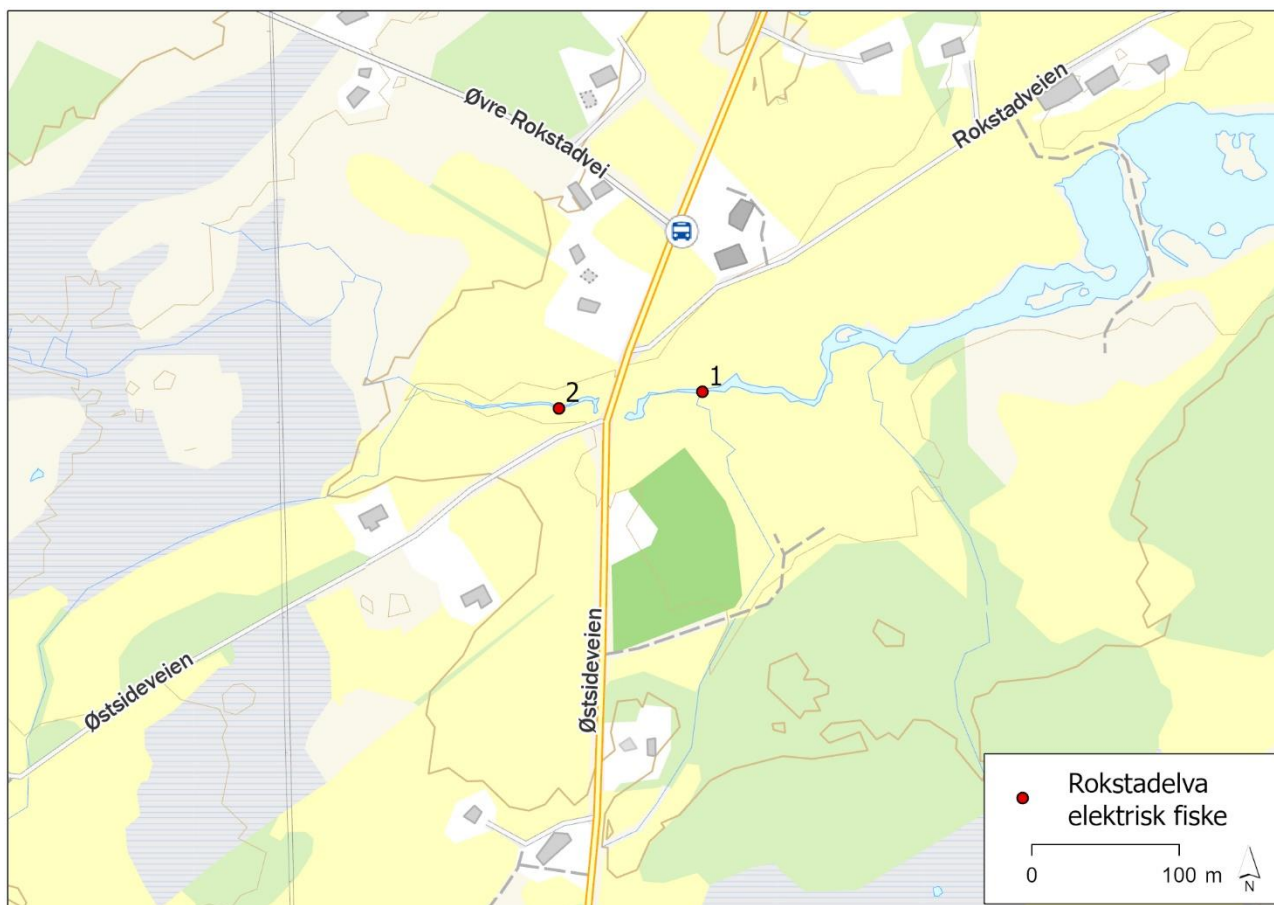 Øvre Rokstadvei
Rokstadveien
1
2
Østsideveien
Østsideveien
Rokstadelva
elektrisk fiske
0 100 m
N